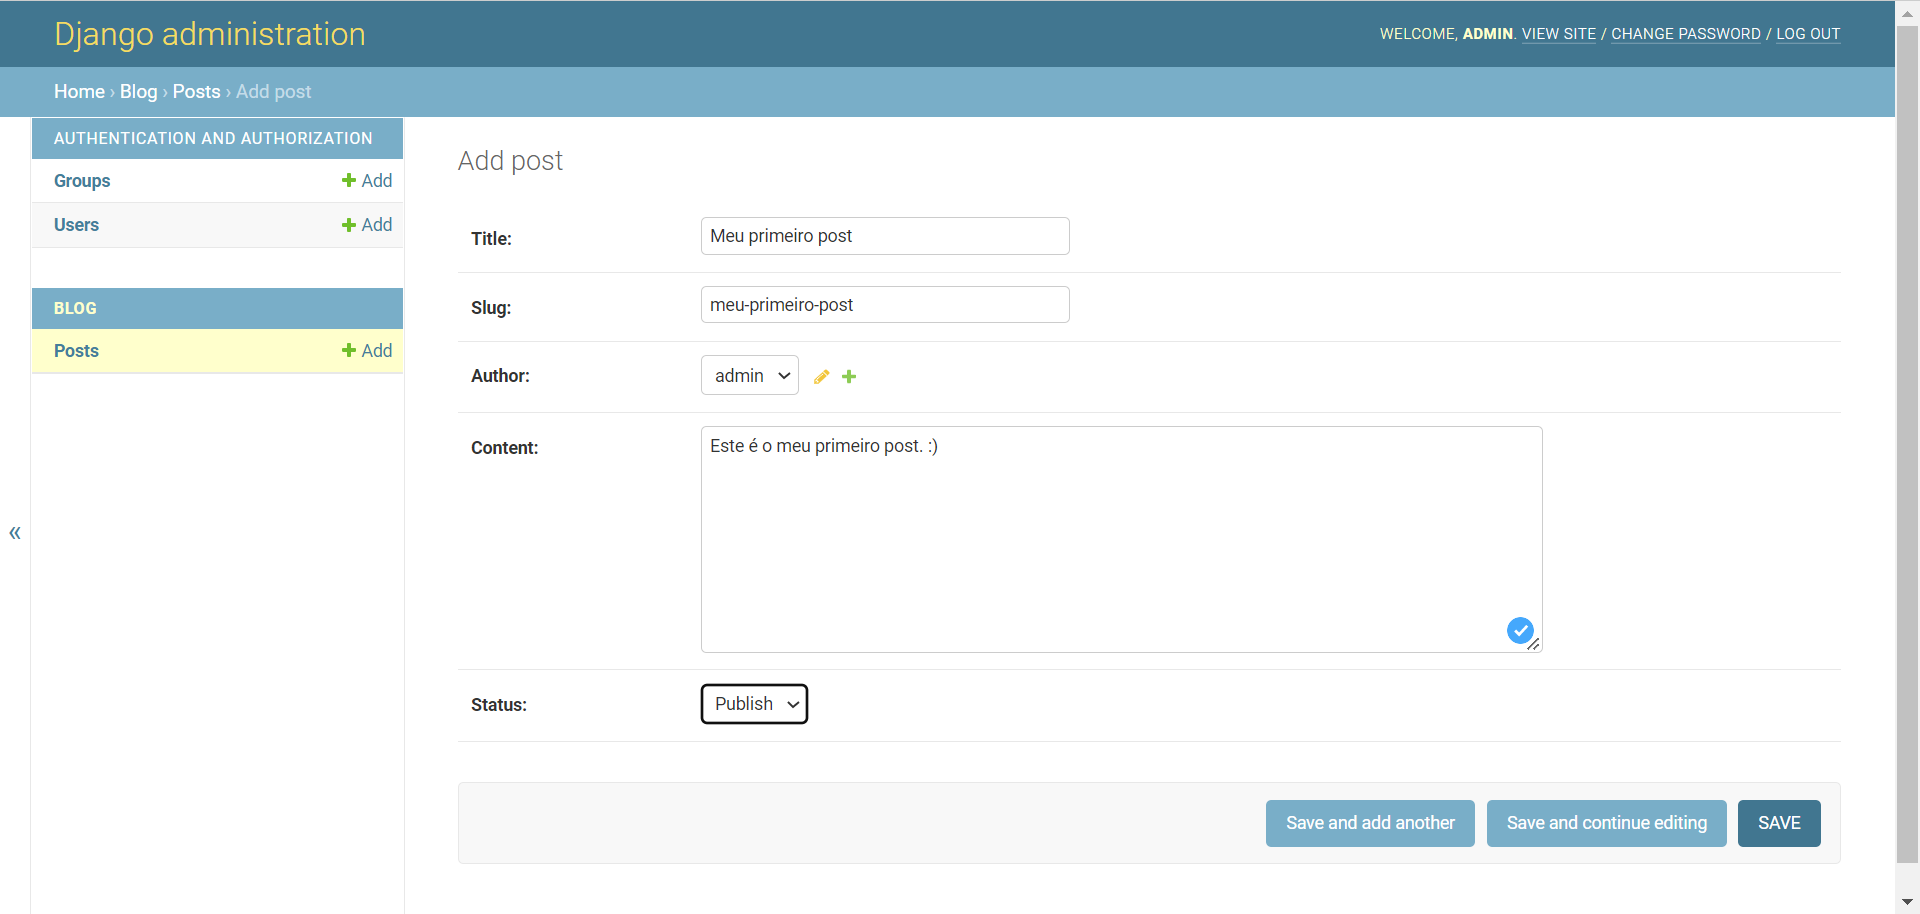 Django administration
WELCOME, ADMIN. VIEW SITE / CHANGE PASSWORD / LOG OUT
Home › Blog › Posts › Add post
AUTHENTICATION AND AUTHORIZATION
Groups
Add
Users
Add
BLOG
Posts
Add
«
Add post
Title:
Meu primeiro post
Slug:
meu-primeiro-post
Author:
admin
Content:
Este é o meu primeiro post. :)
Status:
Publish
Save and add another
Save and continue editing
SAVE